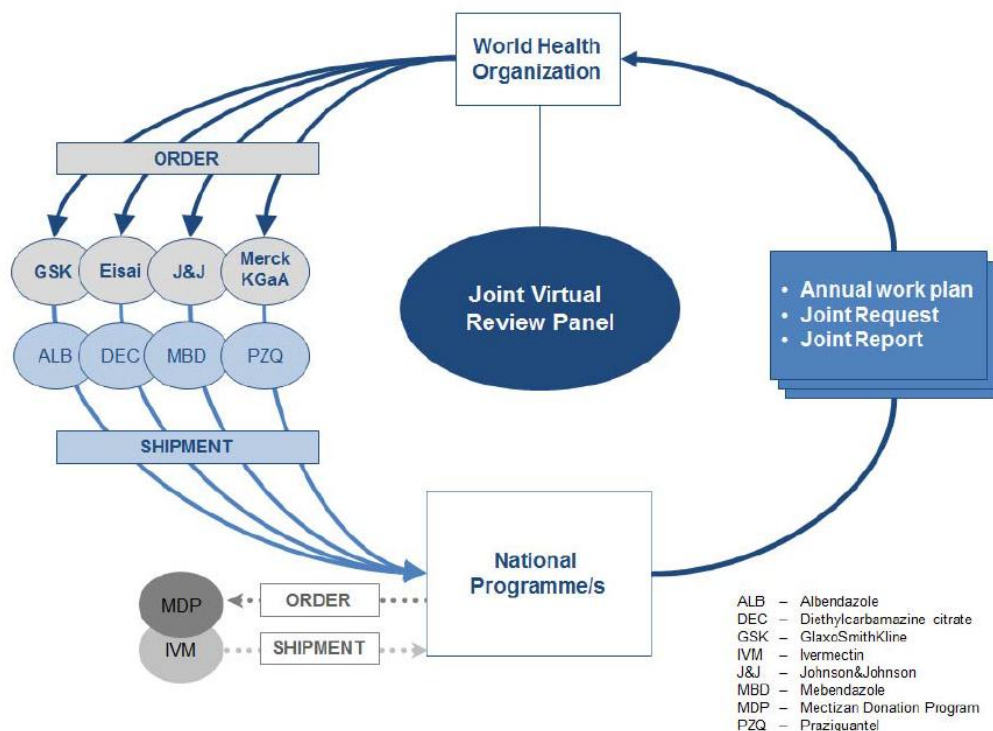 World Health
Organization
ORDER
GSK
Eisai
J&J
Merck
KGaA
ALB
DEC
MBD
PZQ
SHIPMENT
Joint Virtual
Review Panel
• Annual work plan
• Joint Request
• Joint Report
National
Programme/s
MDP
ORDER
IVM
SHIPMENT
ALB – Albendazole
DEC – Diethylcarbamazine citrate
GSK – GlaxoSmithKline
IVM – Ivermectin
J&J – Johnson&Johnson
MBD – Mebendazole
MDP – Mectizan Donation Program
PZQ – Praziquantel